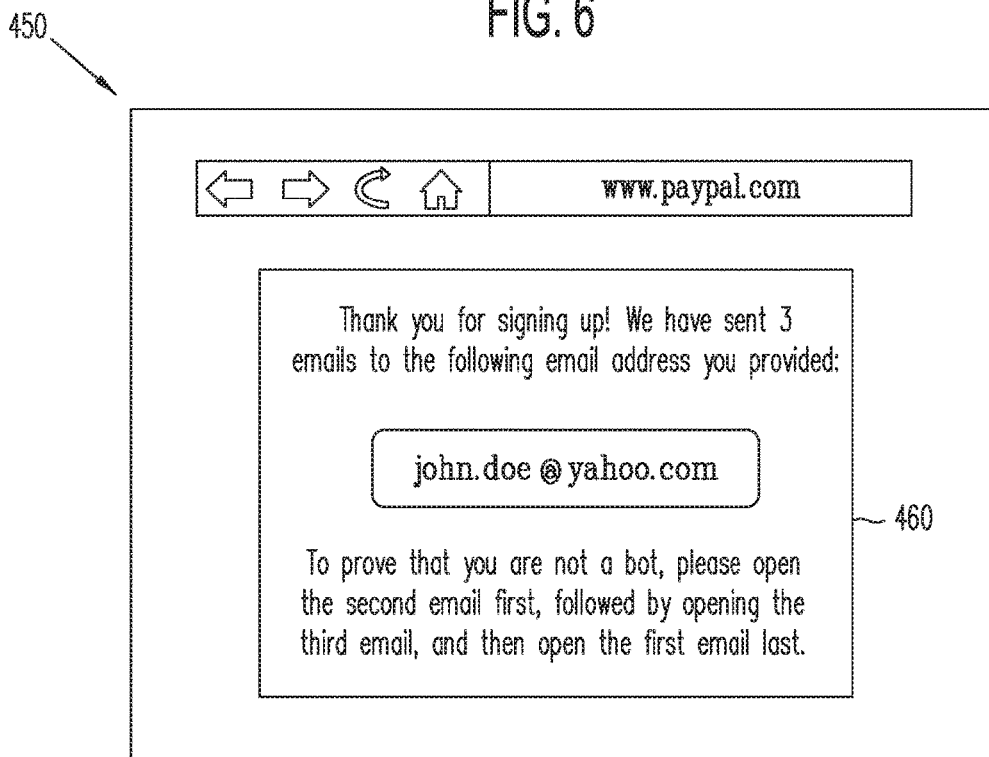 FIG. 6
450
www.paypal.com
Thank you for signing up! We have sent 3
emails to the following email address you provided:
john.doe @ yahoo.com
460
To prove that you are not a bot, please open
the second email first, followed by opening the
third email, and then open the first email last.